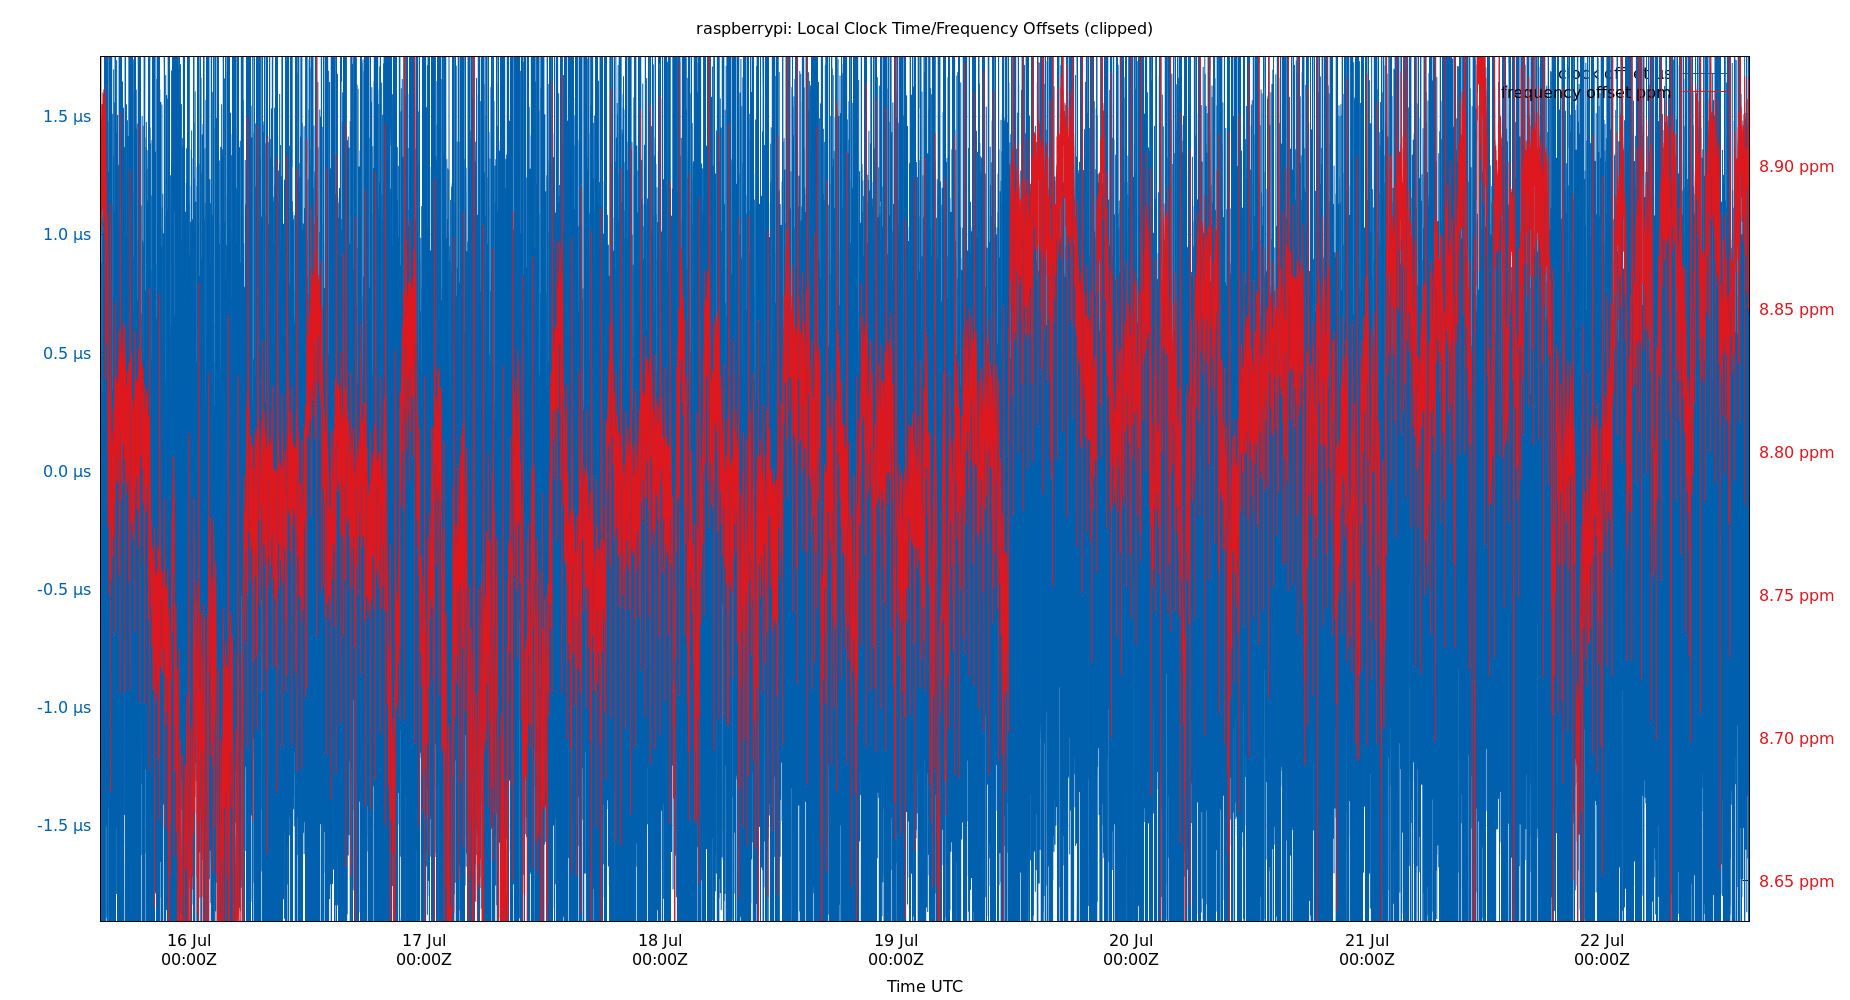 raspberrypi: Local Clock Time/Frequency Offsets (clipped)
clock offset µs
frequency offset ppm
1.5 µs
1.0 µs
0.5 µs
0.0 µs
-0.5 µs
-1.0 µs
-1.5 µs
8.90 ppm
8.85 ppm
8.80 ppm
8.75 ppm
8.70 ppm
8.65 ppm
16 Jul
00:00Z
17 Jul
00:00Z
18 Jul
00:00Z
19 Jul
00:00Z
20 Jul
00:00Z
21 Jul
00:00Z
22 Jul
00:00Z
Time UTC